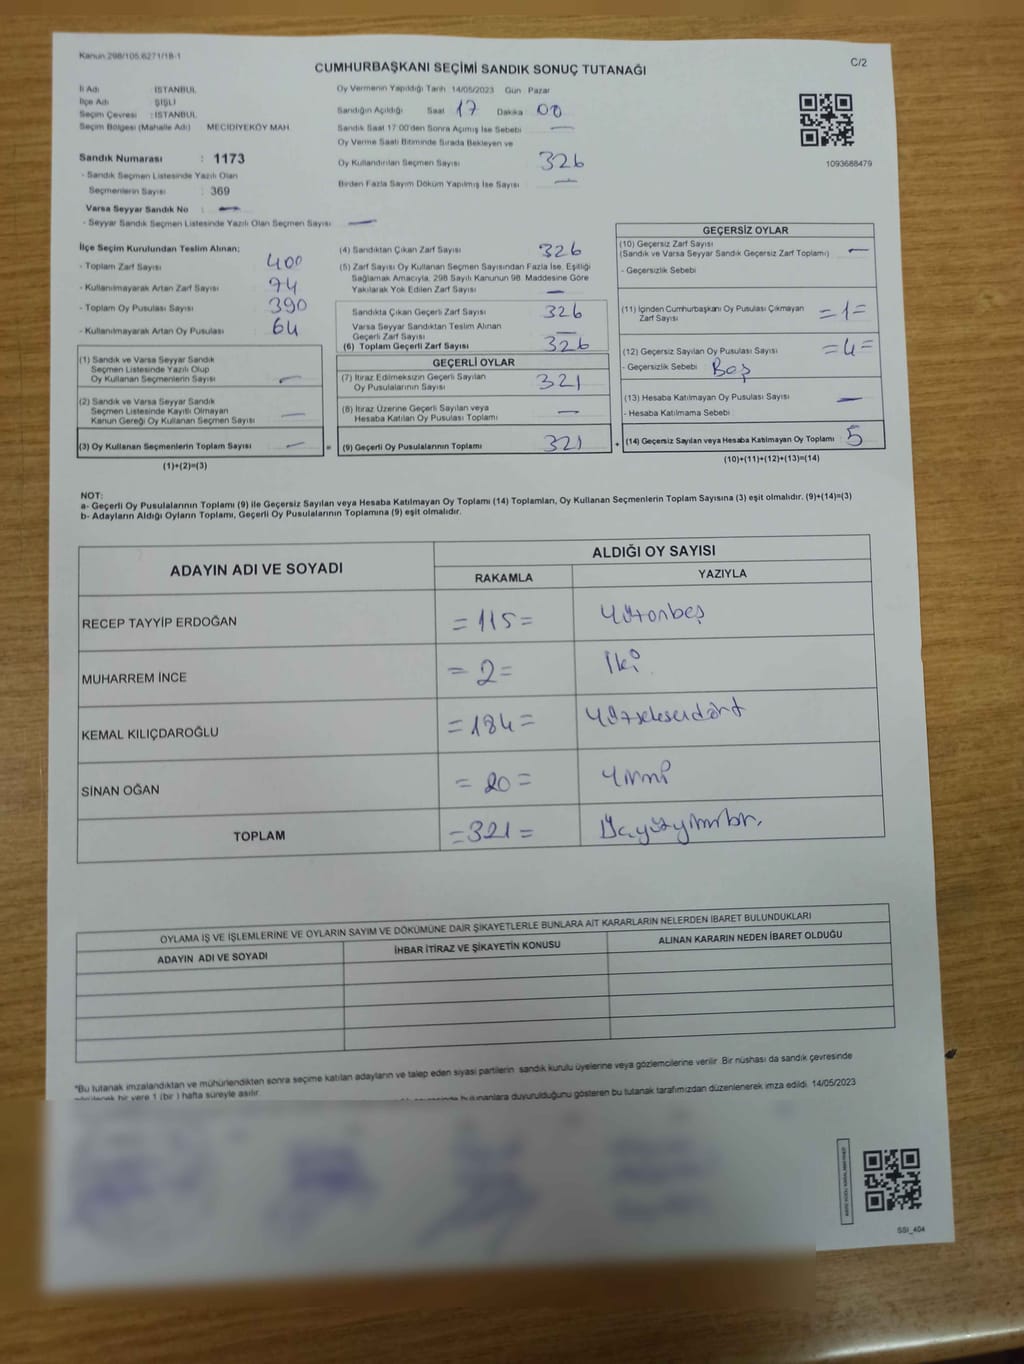 Kanun 298/105.6271/18-1
CUMHURBAŞKANI SEÇİMİ SANDIK SONUÇ TUTANAĞI
C/2
İl Adı : İSTANBUL
İlçe Adı : ŞİŞLİ
Seçim Çevresi : İSTANBUL
Seçim Bölgesi (Mahalle Adı) MECİDİYEKÖY MAH.
Sandık Numarası : 1173
- Sandık Seçmen Listesinde Yazılı Olan
Seçmenlerin Sayısı : 369
Varsa Seyyar Sandık No : —
- Seyyar Sandık Seçmen Listesinde Yazılı Olan Seçmen Sayısı : —
Oy Vermenin Yapıldığı Tarih 14/05/2023 Gün Pazar
Sandığın Açıldığı Saat 17 Dakika 00
Sandık Saat 17:00'den Sonra Açılmış İse Sebebi —
Oy Verme Saati Bitiminde Sırada Bekleyen ve
Oy Kullandırılan Seçmen Sayısı 326
Birden Fazla Sayım Döküm Yapılmış İse Sayısı —
1093688479
İlçe Seçim Kurulundan Teslim Alınan;
- Toplam Zarf Sayısı 400
- Kullanılmayarak Artan Zarf Sayısı 74
- Toplam Oy Pusulası Sayısı 390
- Kullanılmayarak Artan Oy Pusulası 64
(1) Sandık ve Varsa Seyyar Sandık
Seçmen Listesinde Yazılı Olup
Oy Kullanan Seçmenlerin Sayısı —
(2) Sandık ve Varsa Seyyar Sandık
Seçmen Listesinde Kayıtlı Olmayan
Kanun Gereği Oy Kullanan Seçmen Sayısı —
(3) Oy Kullanan Seçmenlerin Toplam Sayısı — =
(1)+(2)=(3)
(4) Sandıktan Çıkan Zarf Sayısı 326
(5) Zarf Sayısı Oy Kullanan Seçmen Sayısından Fazla İse, Eşitliği
Sağlamak Amacıyla, 298 Sayılı Kanunun 98. Maddesine Göre
Yakılarak Yok Edilen Zarf Sayısı —
Sandıkta Çıkan Geçerli Zarf Sayısı 326
Varsa Seyyar Sandıktan Teslim Alınan
Geçerli Zarf Sayısı —
(6) Toplam Geçerli Zarf Sayısı 326
GEÇERLİ OYLAR
(7) İtiraz Edilmeksizin Geçerli Sayılan
Oy Pusulalarının Sayısı 321
(8) İtiraz Üzerine Geçerli Sayılan veya
Hesaba Katılan Oy Pusulası Toplamı —
(9) Geçerli Oy Pusulalarının Toplamı 321 +
GEÇERSİZ OYLAR
(10) Geçersiz Zarf Sayısı
(Sandık ve Varsa Seyyar Sandık Geçersiz Zarf Toplamı) —
- Geçersizlik Sebebi
(11) İçinden Cumhurbaşkanı Oy Pusulası Çıkmayan
Zarf Sayısı =1=
(12) Geçersiz Sayılan Oy Pusulası Sayısı =4=
- Geçersizlik Sebebi Boş
(13) Hesaba Katılmayan Oy Pusulası Sayısı —
- Hesaba Katılmama Sebebi
(14) Geçersiz Sayılan veya Hesaba Katılmayan Oy Toplamı 5
(10)+(11)+(12)+(13)=(14)
NOT:
a- Geçerli Oy Pusulalarının Toplamı (9) ile Geçersiz Sayılan veya Hesaba Katılmayan Oy Toplamı (14) Toplamları, Oy Kullanan Seçmenlerin Toplam Sayısına (3) eşit olmalıdır. (9)+(14)=(3)
b- Adayların Aldığı Oyların Toplamı, Geçerli Oy Pusulalarının Toplamına (9) eşit olmalıdır.
ADAYIN ADI VE SOYADI
ALDIĞI OY SAYISI
RAKAMLA YAZIYLA
RECEP TAYYİP ERDOĞAN =115= Yüzonbeş
MUHARREM İNCE =2= İki
KEMAL KILIÇDAROĞLU =184= Yüzseksendört
SİNAN OĞAN =20= Yirmi
TOPLAM =321= Üçyüzyirmibir
OYLAMA İŞ VE İŞLEMLERİNE VE OYLARIN SAYIM VE DÖKÜMÜNE DAİR ŞİKAYETLERLE BUNLARA AİT KARARLARIN NELERDEN İBARET BULUNDUKLARI
ADAYIN ADI VE SOYADI İHBAR İTİRAZ VE ŞİKAYETİN KONUSU ALINAN KARARIN NEDEN İBARET OLDUĞU
*Bu tutanak imzalandıktan ve mühürlendikten sonra seçime katılan adayların ve talep eden siyasi partilerin sandık kurulu üyelerine veya gözlemcilerine verilir. Bir nüshası da sandık çevresinde
bir yere 1 (bir) hafta süreyle asılır.
duyurulduğunu gösteren bu tutanak tarafımızdan düzenlenerek imza edildi. 14/05/2023
SSI_404